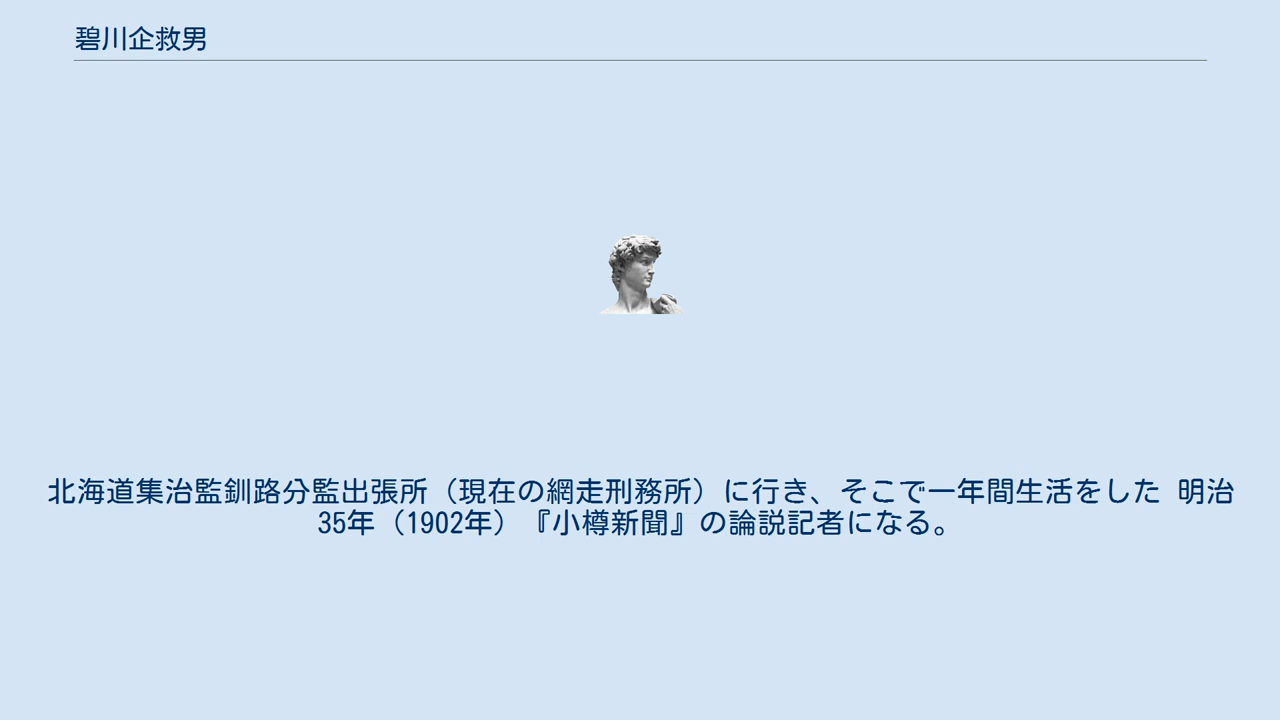 碧川企救男
北海道集治監釧路分監出張所（現在の網走刑務所）に行き、そこで一年間生活をした 明治
35年（1902年）『小樽新聞』の論説記者になる。